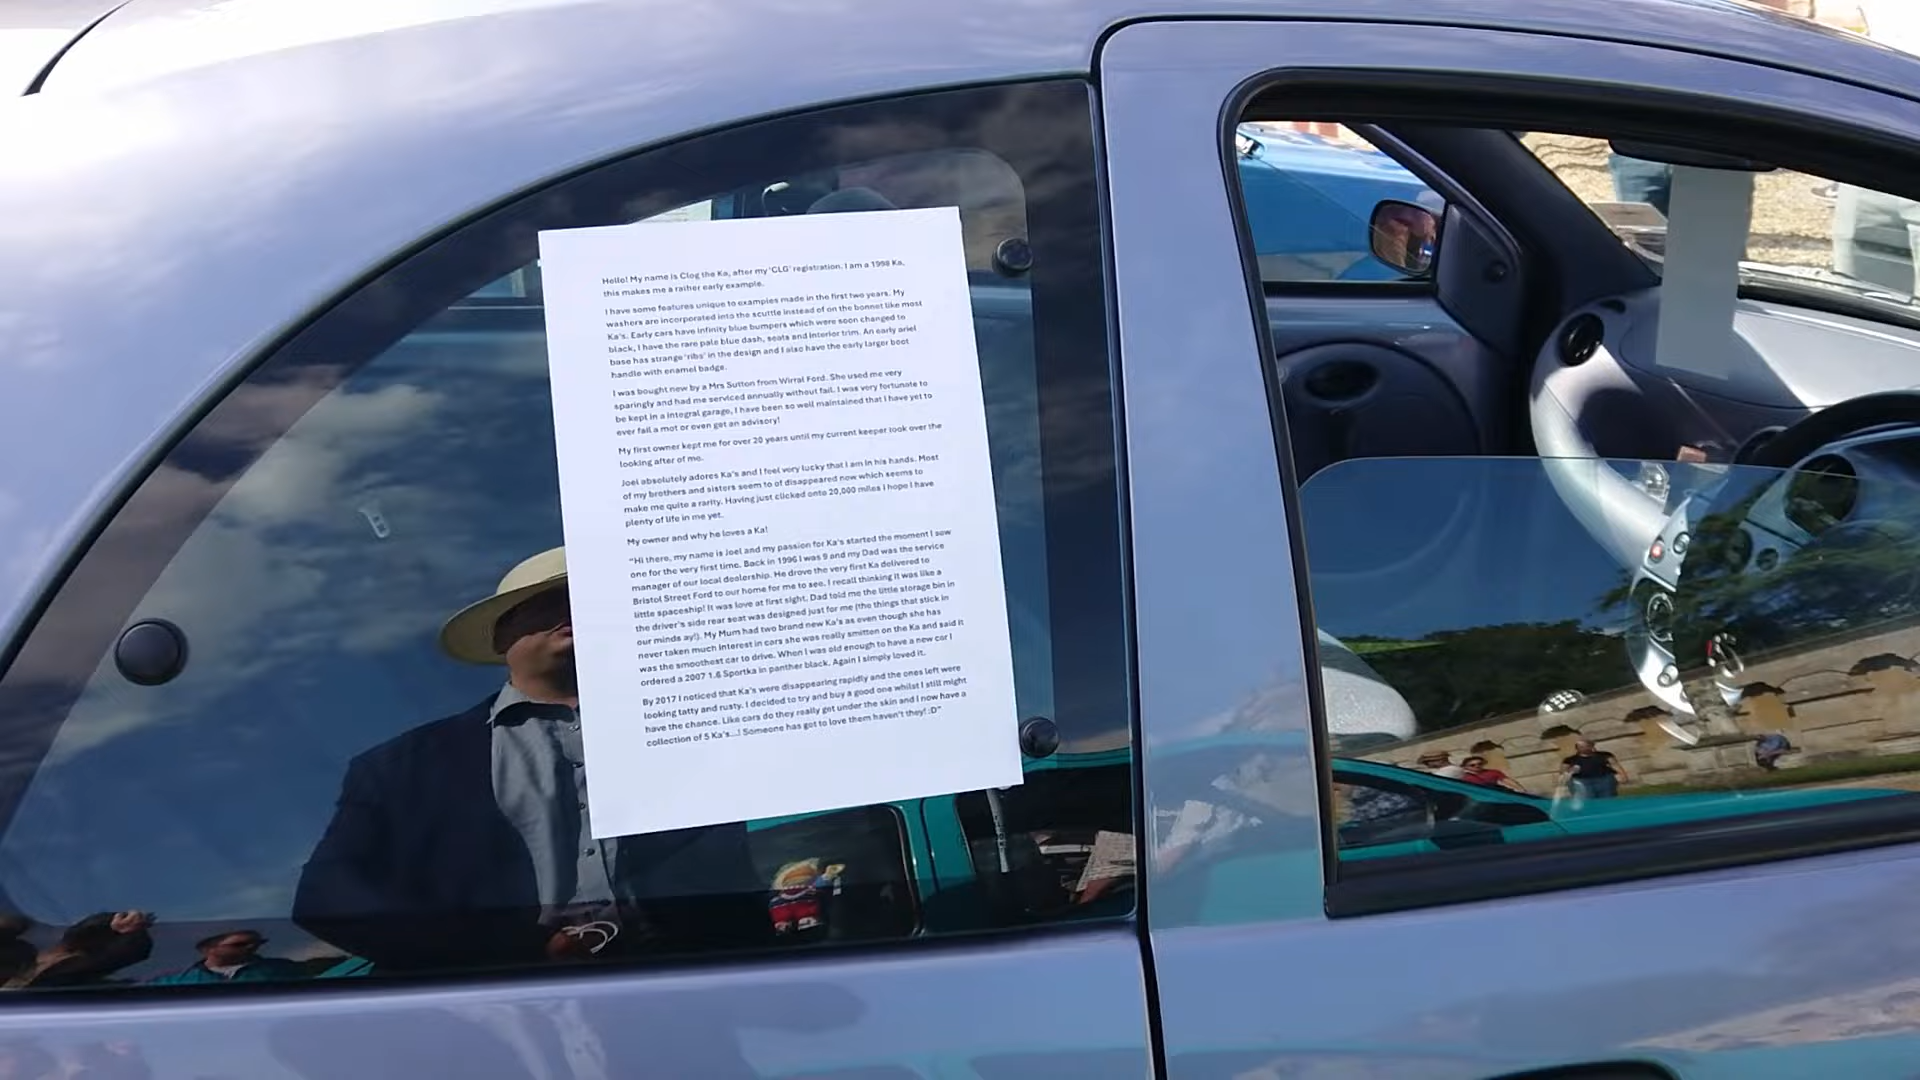 Hello! My name is Clog the Ka, after my 'CLG' registration. I am a 1998 Ka,
this makes me a rather early example.
I have some features unique to examples made in the first two years. My
washers are incorporated into the scuttle instead of on the bonnet like most
Ka's. Early cars have infinity blue bumpers which were soon changed to
black, I have the rare pale blue dash, seats and interior trim. An early ariel
base has strange 'ribs' in the design and I also have the early larger boot
handle with enamel badge.
I was bought new by a Mrs Sutton from Wirral Ford. She used me very
sparingly and had me serviced annually without fail. I was very fortunate to
be kept in a integral garage, I have been so well maintained that I have yet to
ever fail a mot or even get an advisory!
My first owner kept me for over 20 years until my current keeper took over the
looking after of me.
Joel absolutely adores Ka's and I feel very lucky that I am in his hands. Most
of my brothers and sisters seem to of disappeared now which seems to
make me quite a rarity. Having just clicked onto 20,000 miles I hope I have
plenty of life in me yet.
My owner and why he loves a Ka!
"Hi there, my name is Joel and my passion for Ka's started the moment I saw
one for the very first time. Back in 1996 I was 9 and my Dad was the service
manager of our local dealership. He drove the very first Ka delivered to
Bristol Street Ford to our home for me to see. I recall thinking it was like a
little spaceship! It was love at first sight. Dad told me the little storage bin in
the driver's side rear seat was designed just for me (the things that stick in
our minds ay!). My Mum had two brand new Ka's as even though she has
never taken much interest in cars she was really smitten on the Ka and said it
was the smoothest car to drive. When I was old enough to have a new car I
ordered a 2007 1.6 Sportka in panther black. Again I simply loved it.
By 2017 I noticed that Ka's were disappearing rapidly and the ones left were
looking tatty and rusty. I decided to try and buy a good one whilst I still might
have the chance. Like cars do they really got under the skin and I now have a
collection of 5 Ka's...! Someone has got to love them haven't they! :D"